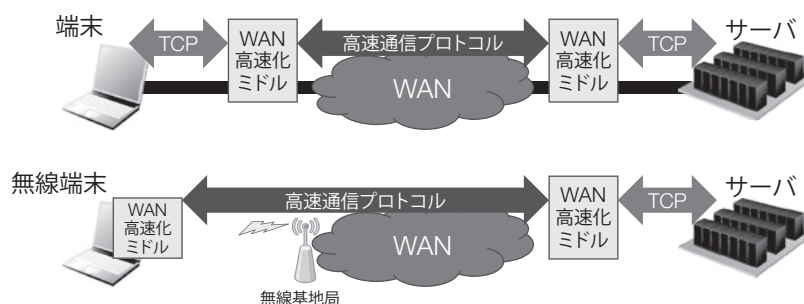 端末
TCP
WAN
高速化
ミドル
高速通信プロトコル
WAN
WAN
高速化
ミドル
TCP
サーバ
無線端末
WAN
高速化
ミドル
高速通信プロトコル
無線基地局
WAN
WAN
高速化
ミドル
TCP
サーバ